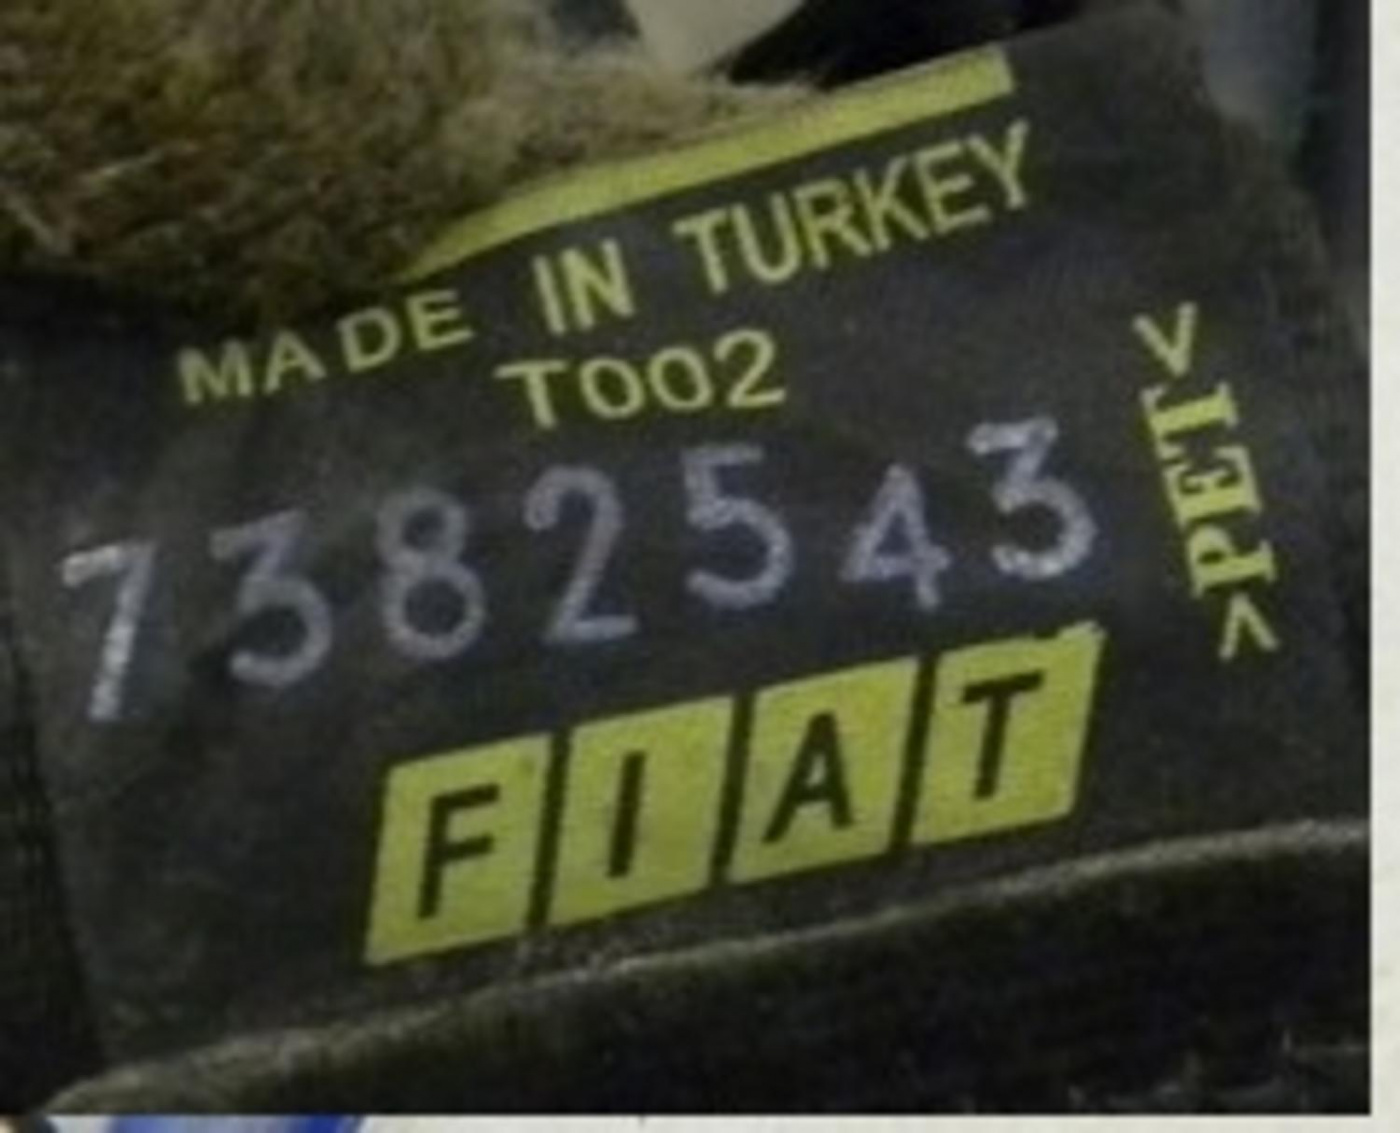 MADE IN TURKEY
T002
7382543
>PET<
FIAT